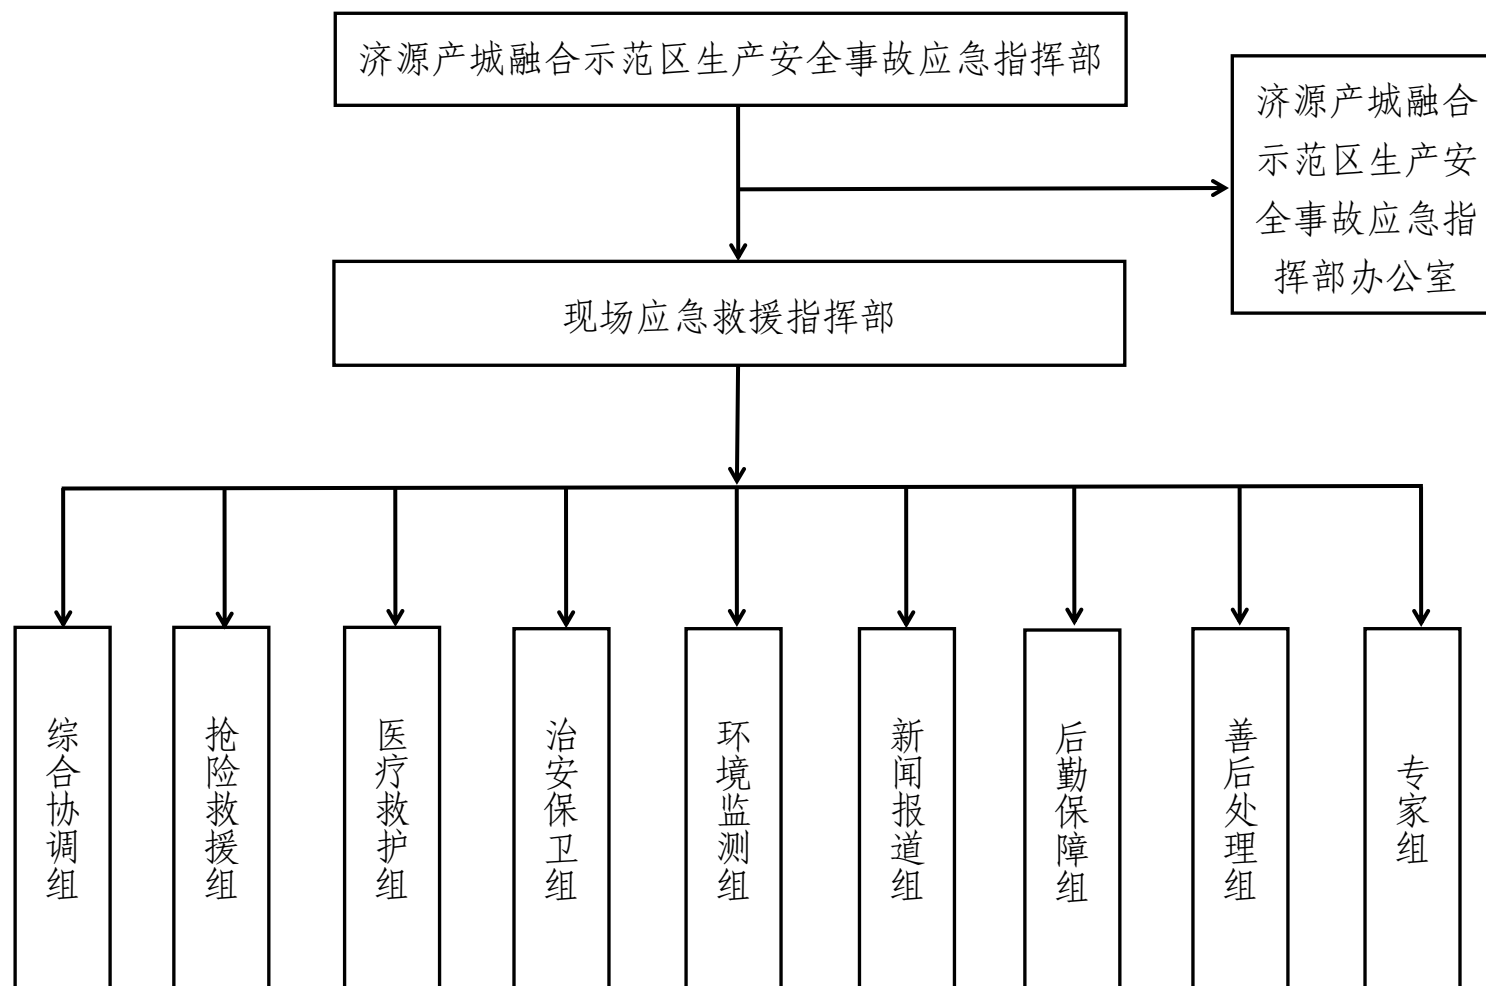 济源产城融合示范区生产安全事故应急指挥部
济源产城融合
示范区生产安
全事故应急指
挥部办公室
现场应急救援指挥部
综合协调组
抢险救援组
医疗救护组
治安保卫组
环境监测组
新闻报道组
后勤保障组
善后处理组
专家组